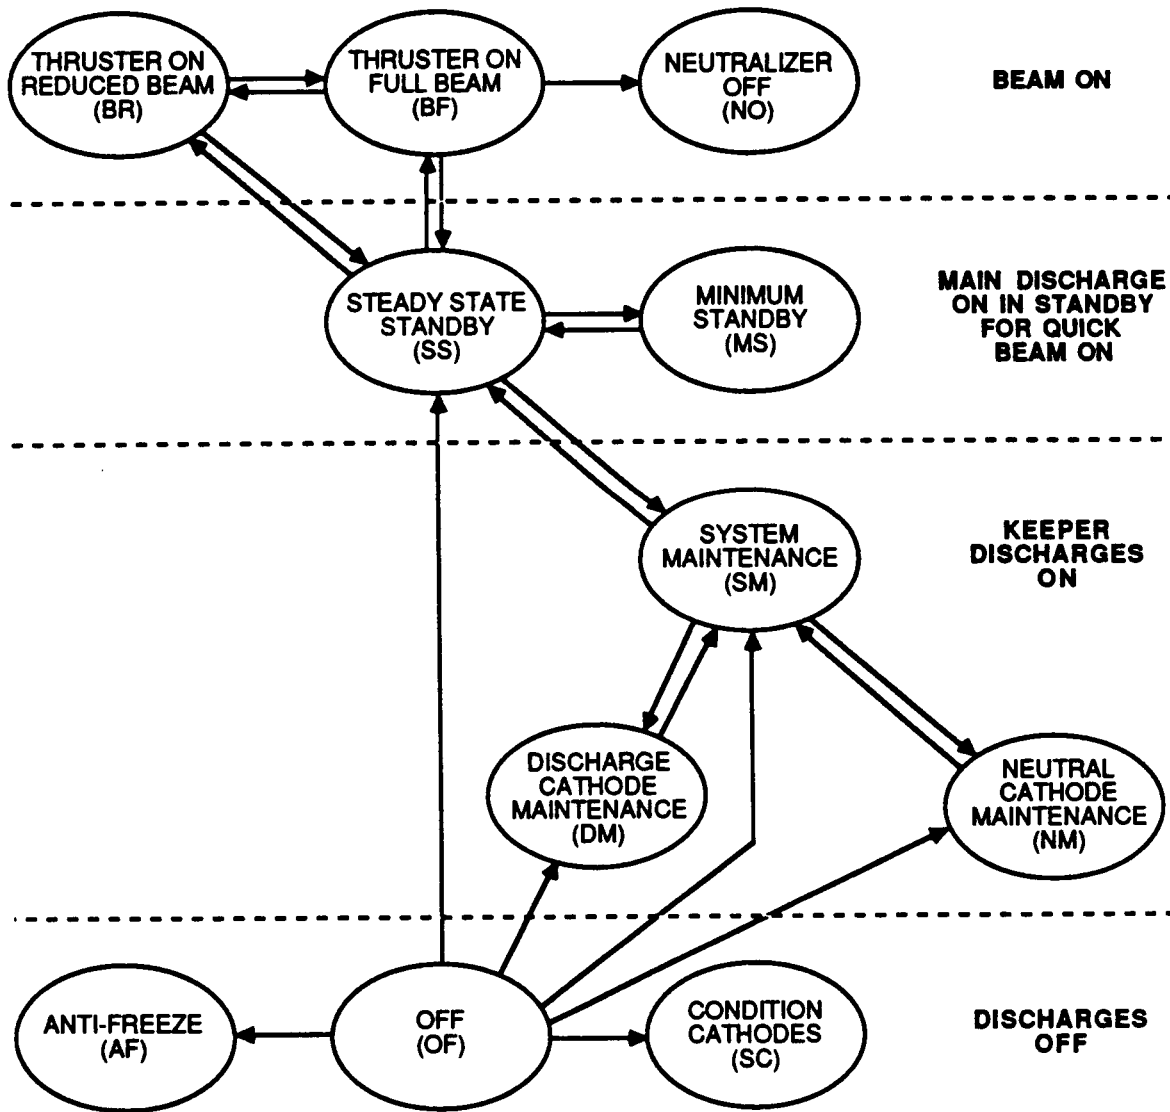 THRUSTER ON
REDUCED BEAM
(BR)
THRUSTER ON
FULL BEAM
(BF)
NEUTRALIZER
OFF
(NO)
BEAM ON
STEADY STATE
STANDBY
(SS)
MINIMUM
STANDBY
(MS)
MAIN DISCHARGE
ON IN STANDBY
FOR QUICK
BEAM ON
SYSTEM
MAINTENANCE
(SM)
KEEPER
DISCHARGES
ON
DISCHARGE
CATHODE
MAINTENANCE
(DM)
NEUTRAL
CATHODE
MAINTENANCE
(NM)
ANTI-FREEZE
(AF)
OFF
(OF)
CONDITION
CATHODES
(SC)
DISCHARGES
OFF